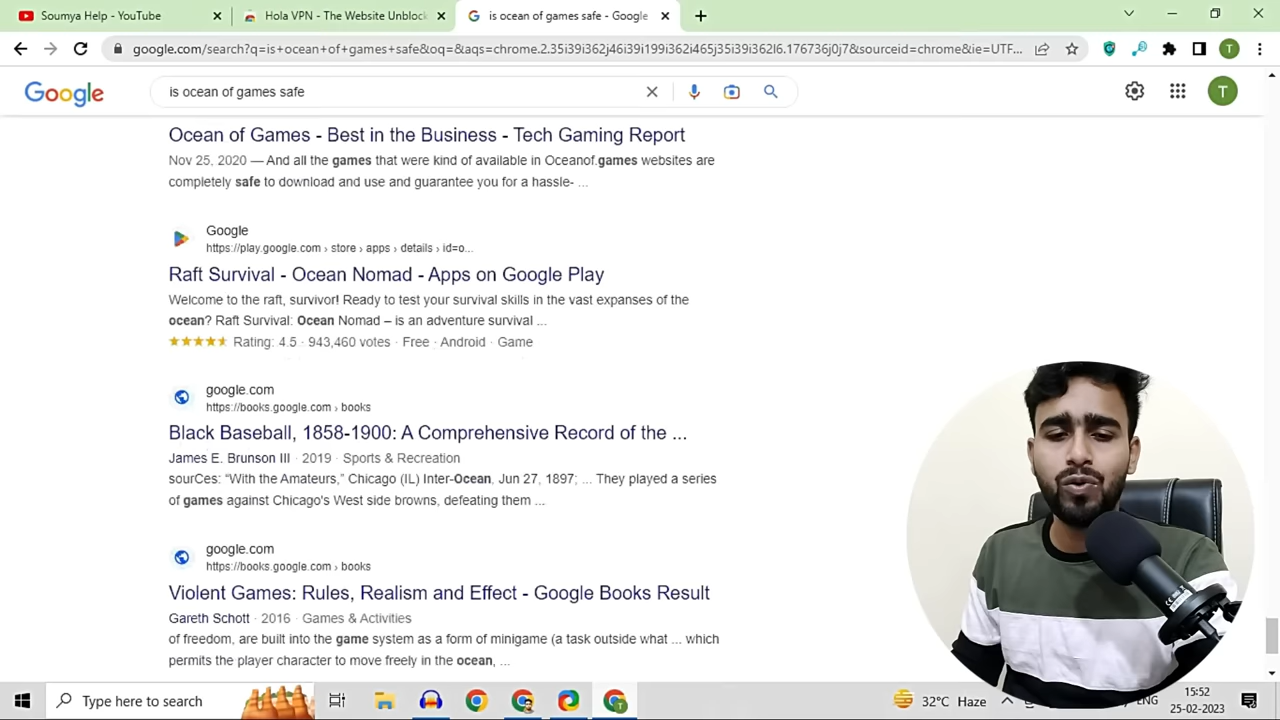 Soumya Help - YouTube
Hola VPN - The Website Unblock
is ocean of games safe - Google
google.com/search?q=is+ocean+of+games+safe&oq=&aqs=chrome.2.35i39i362j46i39i199i362i465j35i39i362l6.176736j0j7&sourceid=chrome&ie=UTF...
T
Google
is ocean of games safe
T
Ocean of Games - Best in the Business - Tech Gaming Report
Nov 25, 2020 — And all the games that were kind of available in Oceanof.games websites are
completely safe to download and use and guarantee you for a hassle- ...
Google
https://play.google.com › store › apps › details › id=o...
Raft Survival - Ocean Nomad - Apps on Google Play
Welcome to the raft, survivor! Ready to test your survival skills in the vast expanses of the
ocean? Raft Survival: Ocean Nomad – is an adventure survival ...
Rating: 4.5 · 943,460 votes · Free · Android · Game
google.com
https://books.google.com › books
Black Baseball, 1858-1900: A Comprehensive Record of the ...
James E. Brunson III · 2019 · Sports & Recreation
sourCes: “With the Amateurs,” Chicago (IL) Inter-Ocean, Jun 27, 1897; ... They played a series
of games against Chicago's West side browns, defeating them ...
google.com
https://books.google.com › books
Violent Games: Rules, Realism and Effect - Google Books Result
Gareth Schott · 2016 · Games & Activities
of freedom, are built into the game system as a form of minigame (a task outside what ... which
permits the player character to move freely in the ocean, ...
Type here to search
32°C Haze
ENG
15:52
25-02-2023